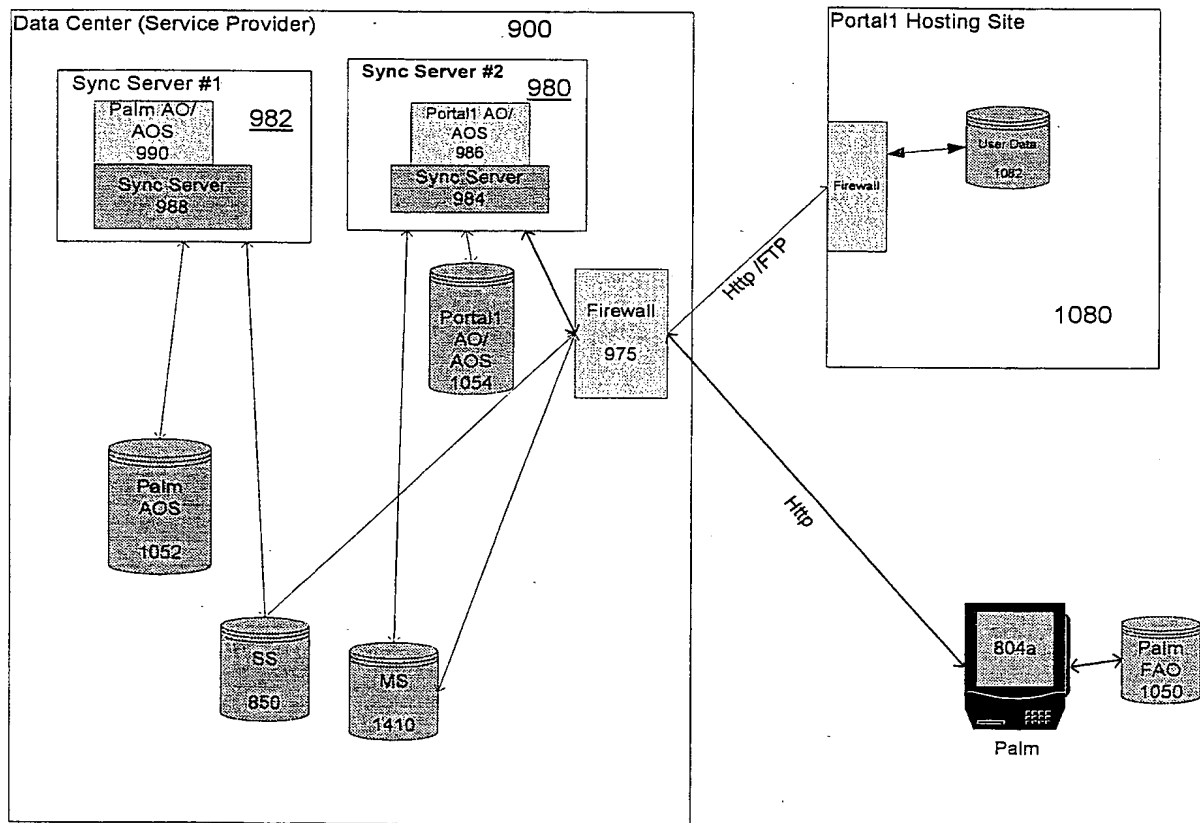 Data Center (Service Provider)
900
Sync Server #1
982
Palm AO/
AOS
990
Sync Server
988
Sync Server #2
980
Portal1 AO/
AOS
986
Sync Server
984
Portal1
AO/
AOS
1054
Firewall
975
Palm
AOS
1052
SS
850
MS
1410
Http /FTP
Http
Portal1 Hosting Site
Firewall
User Data
1082
1080
804a
Palm
Palm
FAO
1050